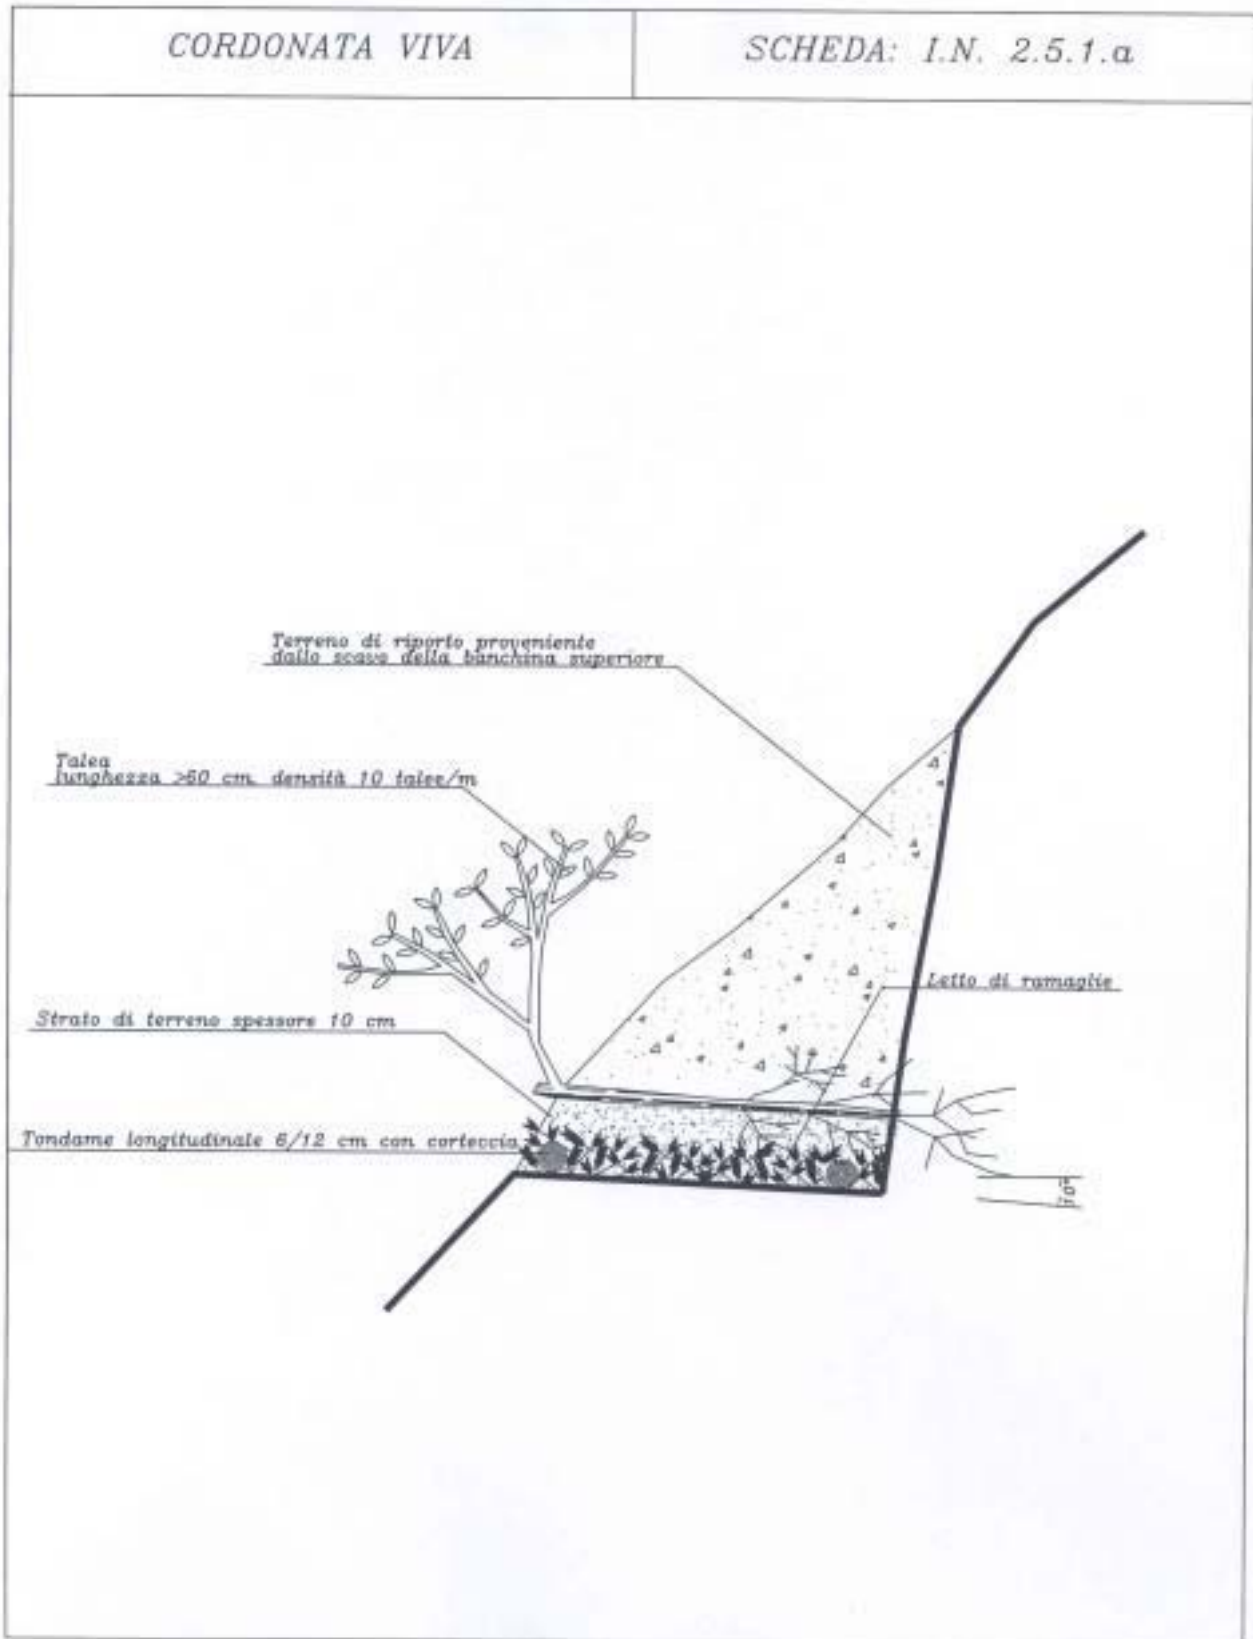 CORDONATA VIVA
SCHEDA: I.N. 2.5.1.a
Terreno di riporto proveniente
dallo scavo della banchina superiore
Talea
lunghezza >60 cm. densità 10 talee/m
Letto di ramaglie
Strato di terreno spessore 10 cm
Tondame longitudinale 6/12 cm con corteccia
10°